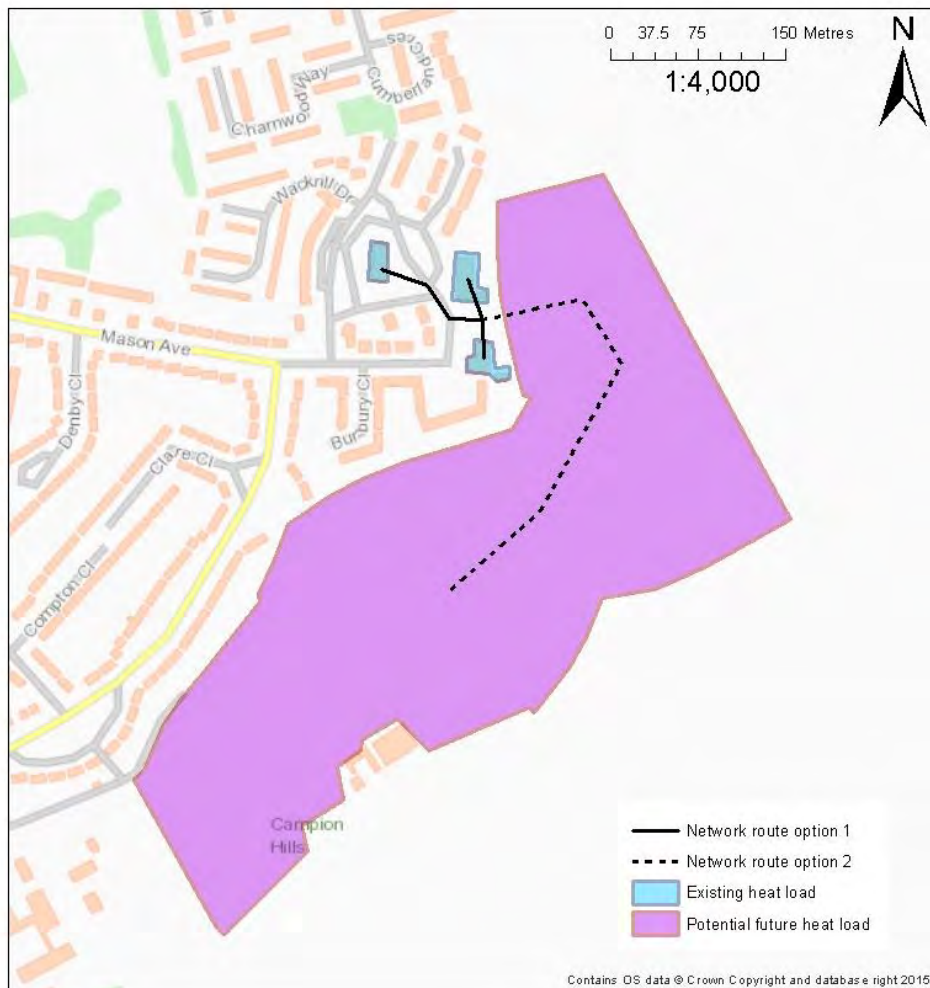 0 37.5 75 150 Metres
N
1:4,000
Cumberland Cres
Charnwood Way
Wackrill Dr
Mason Ave
Denby Cl
Burbury Cl
Clare Cl
Compton Cl
Campion
Hills
Network route option 1
Network route option 2
Existing heat load
Potential future heat load
Contains OS data © Crown Copyright and database right 2015